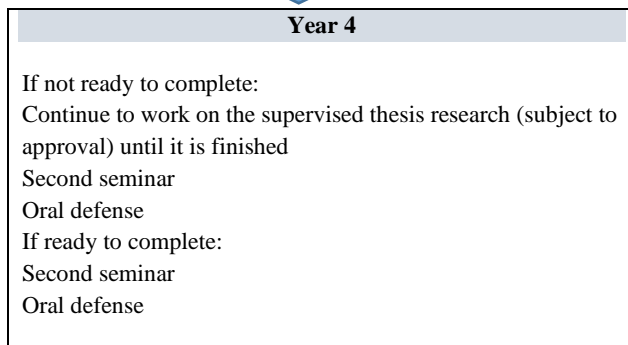 Year 4
If not ready to complete:
Continue to work on the supervised thesis research (subject to
approval) until it is finished
Second seminar
Oral defense
If ready to complete:
Second seminar
Oral defense